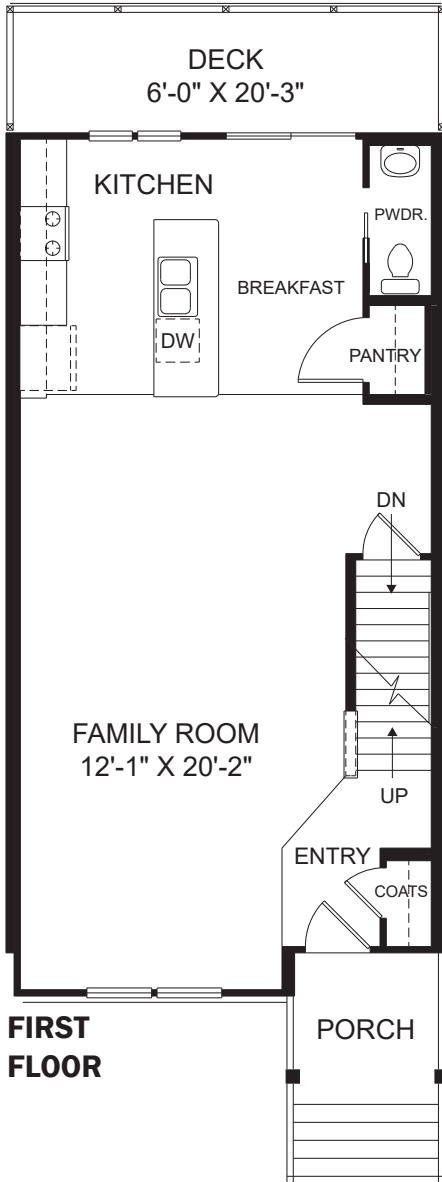 DECK
6'-0" X 20'-3"
KITCHEN
PWDR.
BREAKFAST
DW
PANTRY
DN
FAMILY ROOM
12'-1" X 20'-2"
UP
ENTRY
COATS
FIRST
FLOOR
PORCH